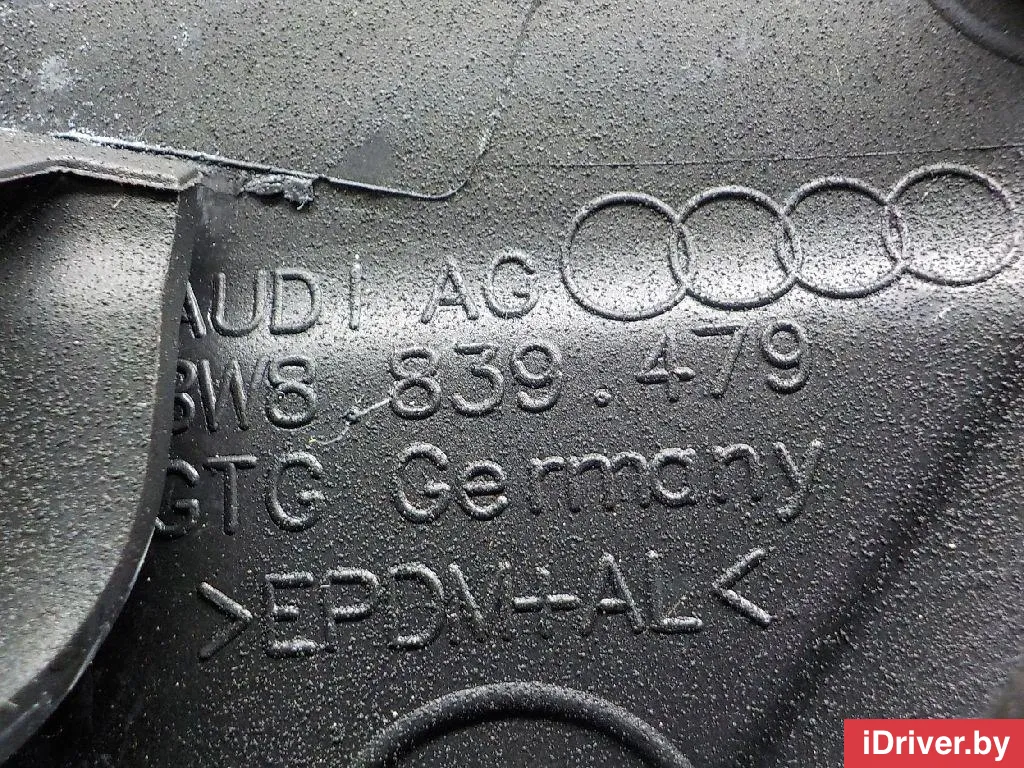 AUDI AG
8W8 839.479
GTG Germany
>EPDM+AL<
iDriver.by